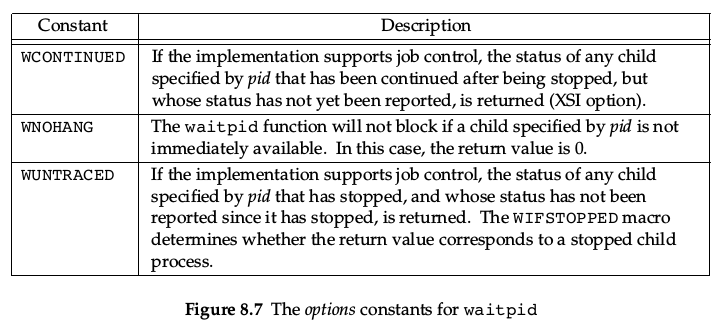 Constant Description
WCONTINUED If the implementation supports job control, the status of any child
specified by pid that has been continued after being stopped, but
whose status has not yet been reported, is returned (XSI option).
WNOHANG The waitpid function will not block if a child specified by pid is not
immediately available. In this case, the return value is 0.
WUNTRACED If the implementation supports job control, the status of any child
specified by pid that has stopped, and whose status has not been
reported since it has stopped, is returned. The WIFSTOPPED macro
determines whether the return value corresponds to a stopped child
process.
Figure 8.7 The options constants for waitpid